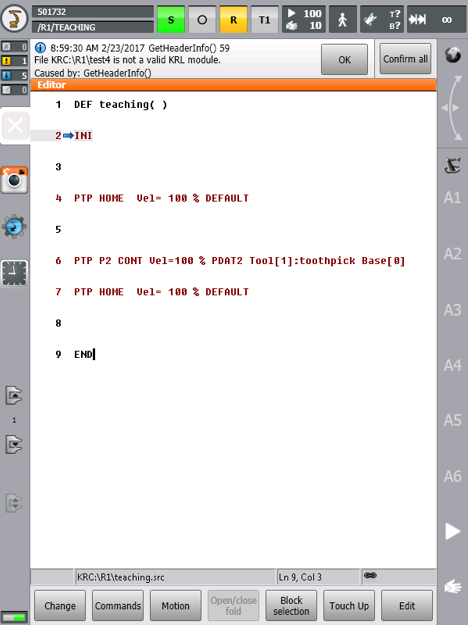 501732
/R1/TEACHING
S O R T1
100
10
T?
B?
∞
0
1
5
0
8:59:30 AM 2/23/2017 GetHeaderInfo() 59
File KRC:\R1\test4 is not a valid KRL module.
Caused by: GetHeaderInfo()
OK
Confirm all
Editor
1 DEF teaching( )
2 INI
3
4 PTP HOME Vel= 100 % DEFAULT
5
6 PTP P2 CONT Vel=100 % PDAT2 Tool[1]:toothpick Base[0]
7 PTP HOME Vel= 100 % DEFAULT
8
9 END
1
A1
A2
A3
A4
A5
A6
KRC:\R1\teaching.src
Ln 9, Col 3
Change
Commands
Motion
Open/close
fold
Block
selection
Touch Up
Edit